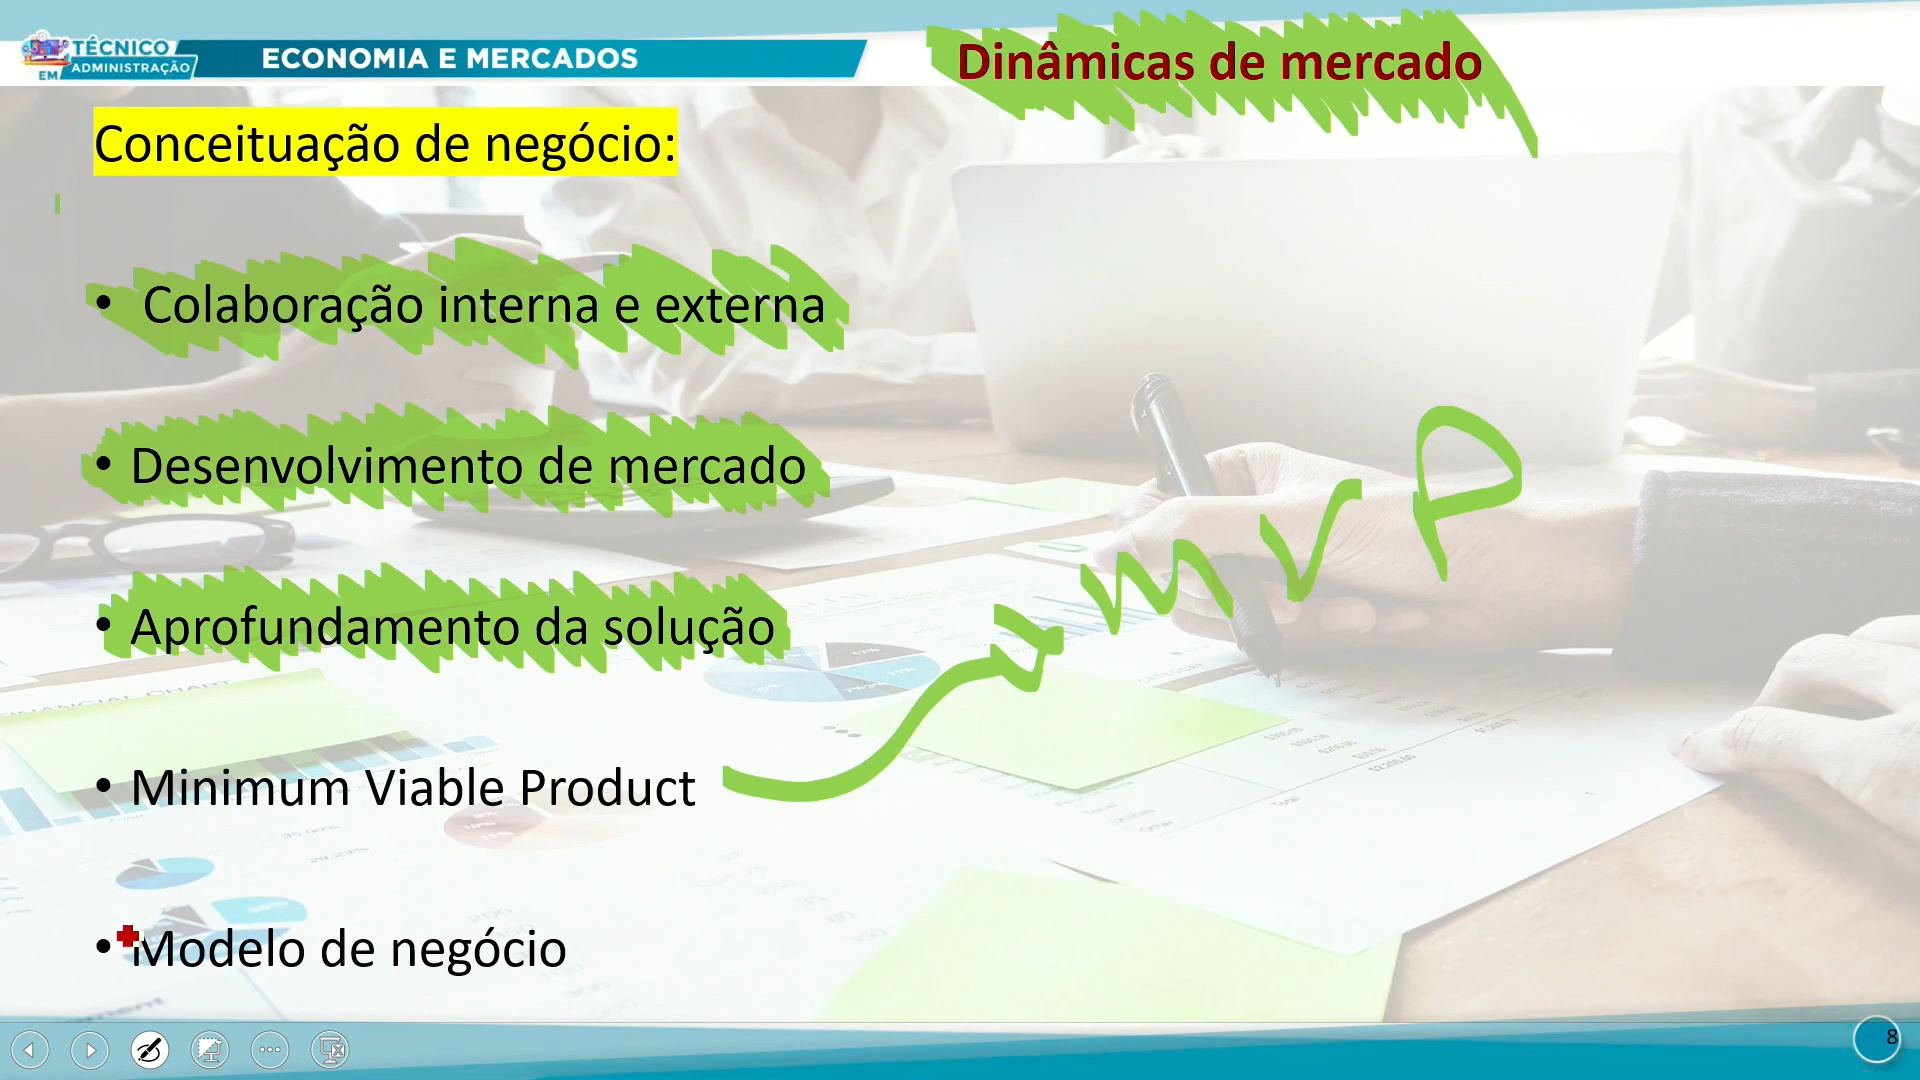 TÉCNICO
EM ADMINISTRAÇÃO
ECONOMIA E MERCADOS
Dinâmicas de mercado
Conceituação de negócio:
• Colaboração interna e externa
• Desenvolvimento de mercado
• Aprofundamento da solução
• Minimum Viable Product
MVP
• Modelo de negócio
8